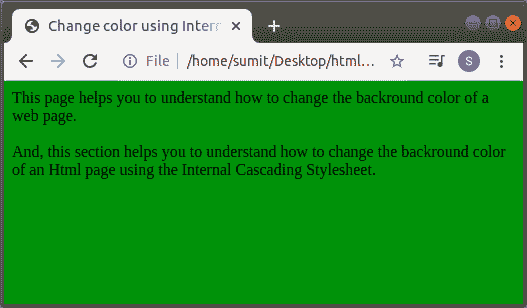 Change color using Intern
File
/home/sumit/Desktop/html...
S
This page helps you to understand how to change the backround color of a
web page.
And, this section helps you to understand how to change the backround color
of an Html page using the Internal Cascading Stylesheet.